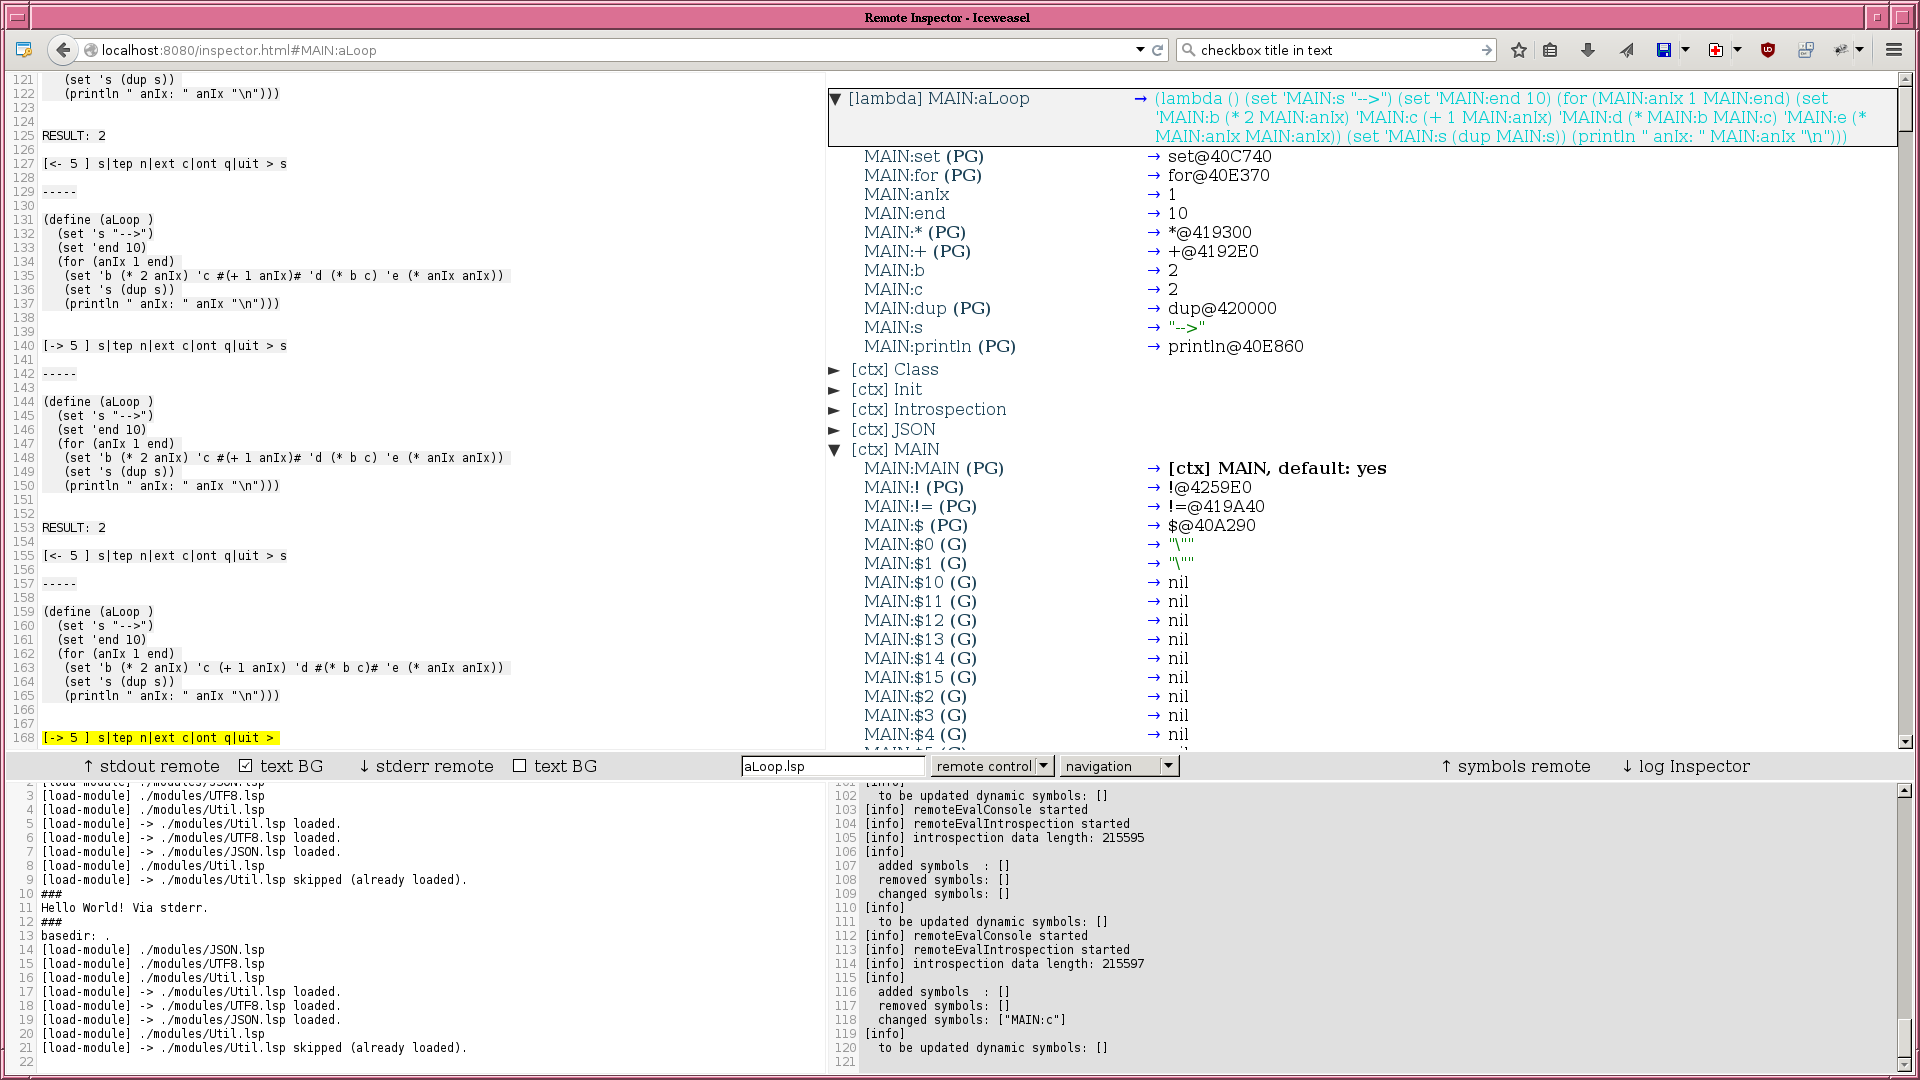 Remote Inspector - Iceweasel
localhost:8080/inspector.html#MAIN:aLoop
checkbox title in text
121 (set 's (dup s))
122 (println " anIx: " anIx "\n")))
123
124
125 RESULT: 2
126
127 [<- 5 ] s|tep n|ext c|ont q|uit > s
128
129 -----
130
131 (define (aLoop )
132 (set 's "-->")
133 (set 'end 10)
134 (for (anIx 1 end)
135 (set 'b (* 2 anIx) 'c #(+ 1 anIx)# 'd (* b c) 'e (* anIx anIx))
136 (set 's (dup s))
137 (println " anIx: " anIx "\n")))
138
139
140 [-> 5 ] s|tep n|ext c|ont q|uit > s
141
142 -----
143
144 (define (aLoop )
145 (set 's "-->")
146 (set 'end 10)
147 (for (anIx 1 end)
148 (set 'b (* 2 anIx) 'c #(+ 1 anIx)# 'd (* b c) 'e (* anIx anIx))
149 (set 's (dup s))
150 (println " anIx: " anIx "\n")))
151
152
153 RESULT: 2
154
155 [<- 5 ] s|tep n|ext c|ont q|uit > s
156
157 -----
158
159 (define (aLoop )
160 (set 's "-->")
161 (set 'end 10)
162 (for (anIx 1 end)
163 (set 'b (* 2 anIx) 'c (+ 1 anIx) 'd #(* b c)# 'e (* anIx anIx))
164 (set 's (dup s))
165 (println " anIx: " anIx "\n")))
166
167
168 [-> 5 ] s|tep n|ext c|ont q|uit >
▼ [lambda] MAIN:aLoop → (lambda () (set 'MAIN:s "-->") (set 'MAIN:end 10) (for (MAIN:anIx 1 MAIN:end) (set
'MAIN:b (* 2 MAIN:anIx) 'MAIN:c (+ 1 MAIN:anIx) 'MAIN:d (* MAIN:b MAIN:c) 'MAIN:e (*
MAIN:anIx MAIN:anIx)) (set 'MAIN:s (dup MAIN:s)) (println " anIx: " MAIN:anIx "\n")))
MAIN:set (PG) → set@40C740
MAIN:for (PG) → for@40E370
MAIN:anIx → 1
MAIN:end → 10
MAIN:* (PG) → *@419300
MAIN:+ (PG) → +@4192E0
MAIN:b → 2
MAIN:c → 2
MAIN:dup (PG) → dup@420000
MAIN:s → "-->"
MAIN:println (PG) → println@40E860
► [ctx] Class
► [ctx] Init
► [ctx] Introspection
► [ctx] JSON
▼ [ctx] MAIN
MAIN:MAIN (PG) → [ctx] MAIN, default: yes
MAIN:! (PG) → !@4259E0
MAIN:!= (PG) → !=@419A40
MAIN:$ (PG) → $@40A290
MAIN:$0 (G) → "\""
MAIN:$1 (G) → "\""
MAIN:$10 (G) → nil
MAIN:$11 (G) → nil
MAIN:$12 (G) → nil
MAIN:$13 (G) → nil
MAIN:$14 (G) → nil
MAIN:$15 (G) → nil
MAIN:$2 (G) → nil
MAIN:$3 (G) → nil
MAIN:$4 (G) → nil
↑ stdout remote text BG ↓ stderr remote text BG aLoop.lsp remote control navigation ↑ symbols remote ↓ log Inspector
2 [load-module] ./modules/JSON.lsp
3 [load-module] ./modules/UTF8.lsp
4 [load-module] ./modules/Util.lsp
5 [load-module] -> ./modules/Util.lsp loaded.
6 [load-module] -> ./modules/UTF8.lsp loaded.
7 [load-module] -> ./modules/JSON.lsp loaded.
8 [load-module] ./modules/Util.lsp
9 [load-module] -> ./modules/Util.lsp skipped (already loaded).
10 ###
11 Hello World! Via stderr.
12 ###
13 basedir: .
14 [load-module] ./modules/JSON.lsp
15 [load-module] ./modules/UTF8.lsp
16 [load-module] ./modules/Util.lsp
17 [load-module] -> ./modules/Util.lsp loaded.
18 [load-module] -> ./modules/UTF8.lsp loaded.
19 [load-module] -> ./modules/JSON.lsp loaded.
20 [load-module] ./modules/Util.lsp
21 [load-module] -> ./modules/Util.lsp skipped (already loaded).
22
101 [info]
102 to be updated dynamic symbols: []
103 [info] remoteEvalConsole started
104 [info] remoteEvalIntrospection started
105 [info] introspection data length: 215595
106 [info]
107 added symbols : []
108 removed symbols: []
109 changed symbols: []
110 [info]
111 to be updated dynamic symbols: []
112 [info] remoteEvalConsole started
113 [info] remoteEvalIntrospection started
114 [info] introspection data length: 215597
115 [info]
116 added symbols : []
117 removed symbols: []
118 changed symbols: ["MAIN:c"]
119 [info]
120 to be updated dynamic symbols: []
121